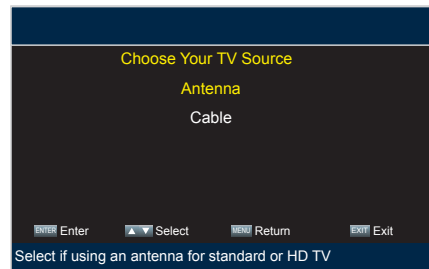 Choose Your TV Source
Antenna
Cable
ENTER Enter ▲ ▼ Select MENU Return EXIT Exit
Select if using an antenna for standard or HD TV